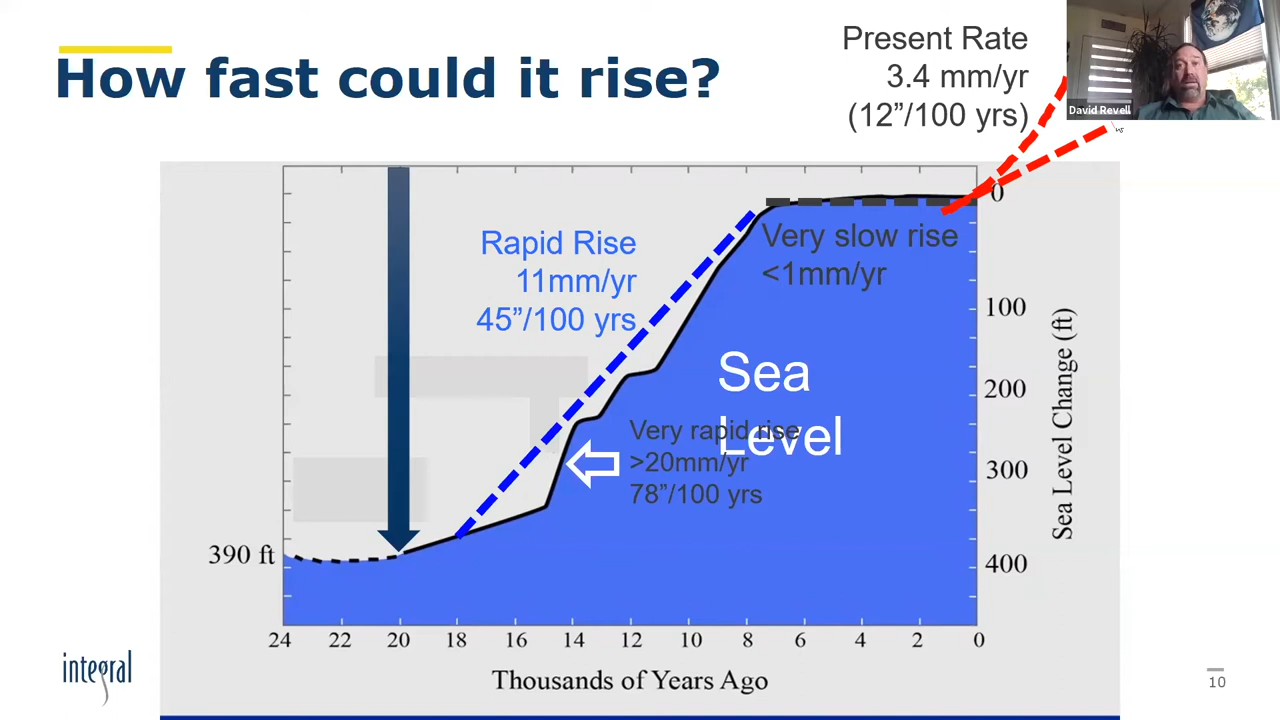 How fast could it rise?
Present Rate
3.4 mm/yr
(12”/100 yrs)
David Revell
Rapid Rise
11mm/yr
45”/100 yrs
Very slow rise
<1mm/yr
Sea
Level
Very rapid rise
>20mm/yr
78”/100 yrs
390 ft
0
100
200
300
400
Sea Level Change (ft)
24 22 20 18 16 14 12 10 8 6 4 2 0
Thousands of Years Ago
integral
10